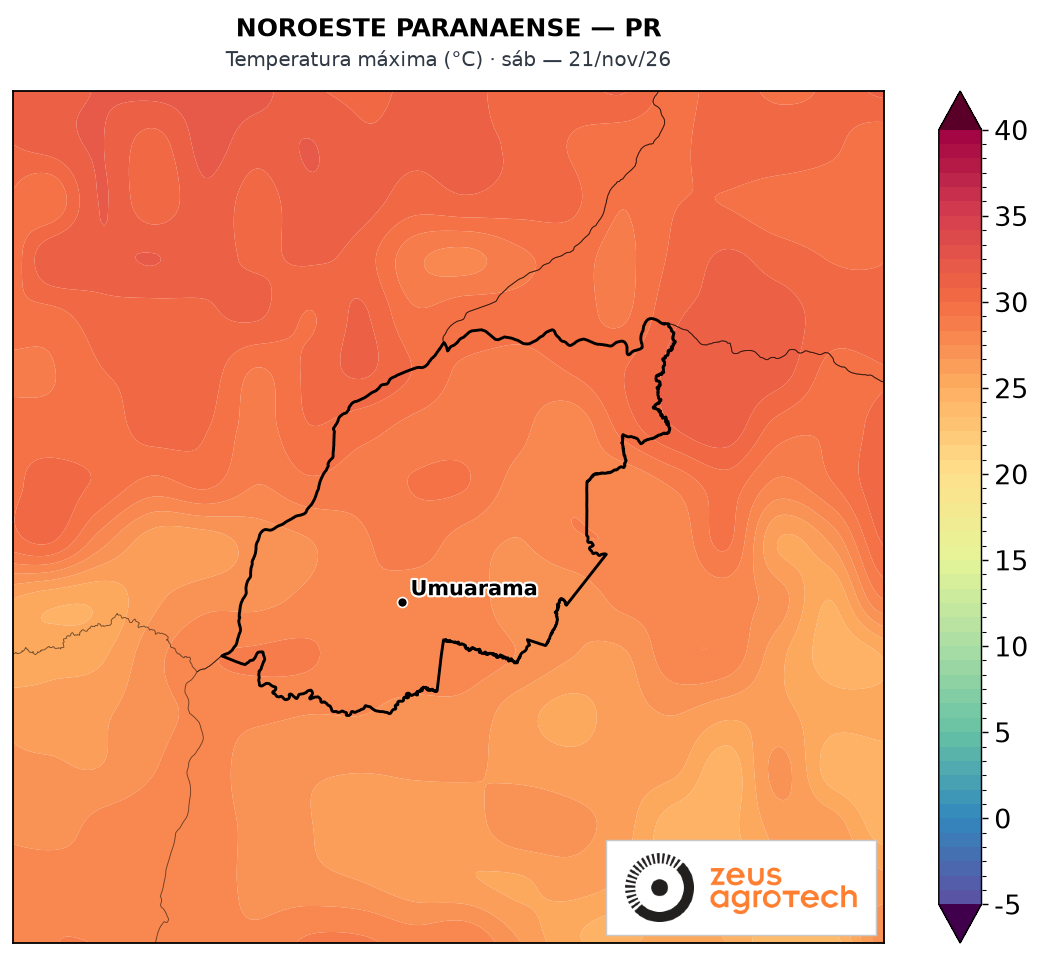 NOROESTE PARANAENSE — PR
Temperatura máxima (°C) · sáb — 21/nov/26
40
35
30
25
20
15
10
5
0
-5
Umuarama
zeus
agrotech